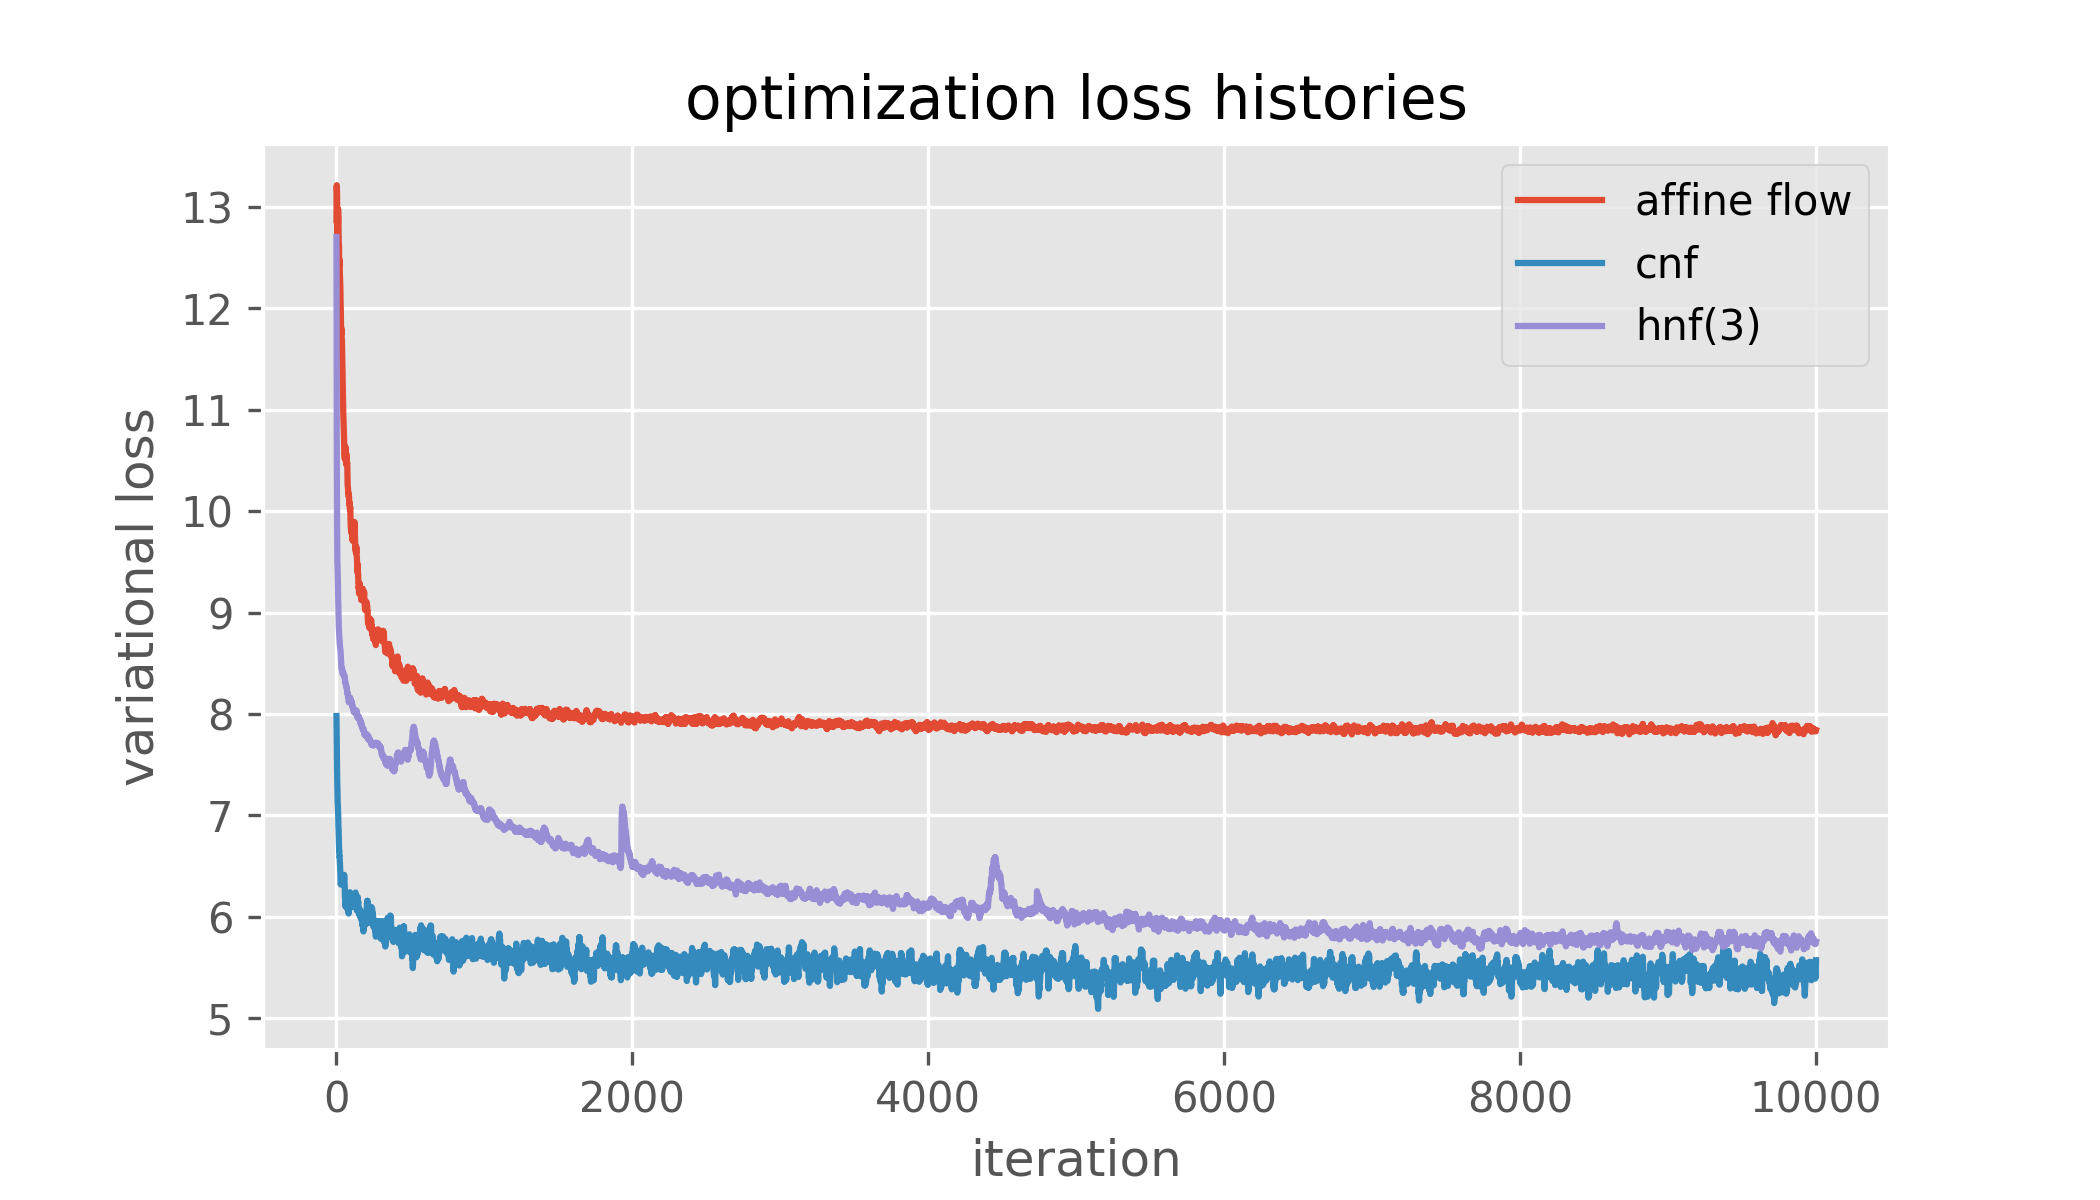 optimization loss histories
affine flow
cnf
hnf(3)
variational loss
13
12
11
10
9
8
7
6
5
0
2000
4000
6000
8000
10000
iteration